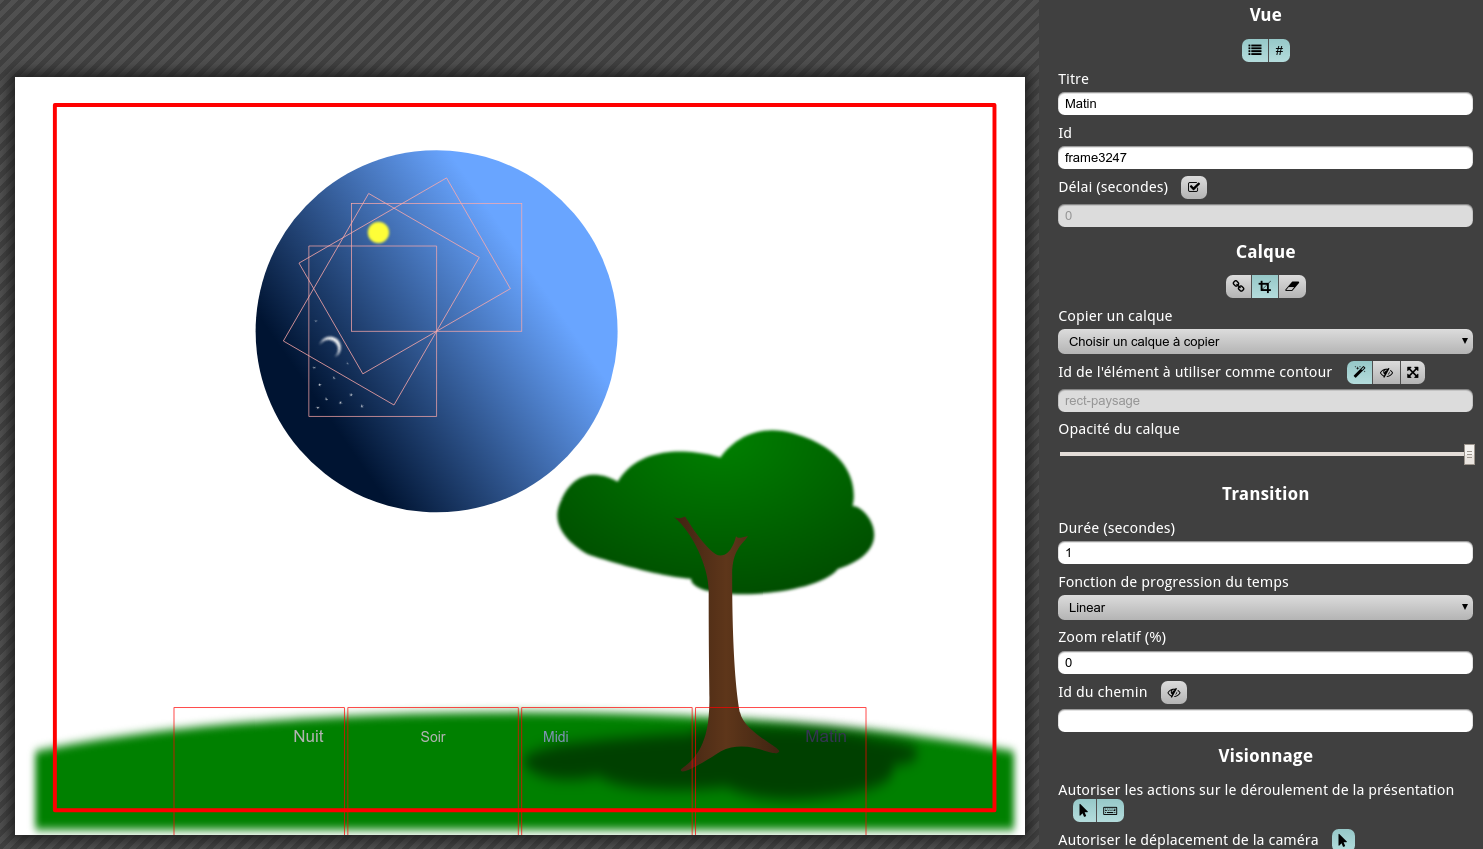 Vue
#
Titre
Matin
Id
frame3247
Délai (secondes)
0
Calque
Copier un calque
Choisir un calque à copier
Id de l'élément à utiliser comme contour
rect-paysage
Opacité du calque
Transition
Durée (secondes)
1
Fonction de progression du temps
Linear
Zoom relatif (%)
0
Id du chemin
Visionnage
Autoriser les actions sur le déroulement de la présentation
Autoriser le déplacement de la caméra
Nuit
Soir
Midi
Matin